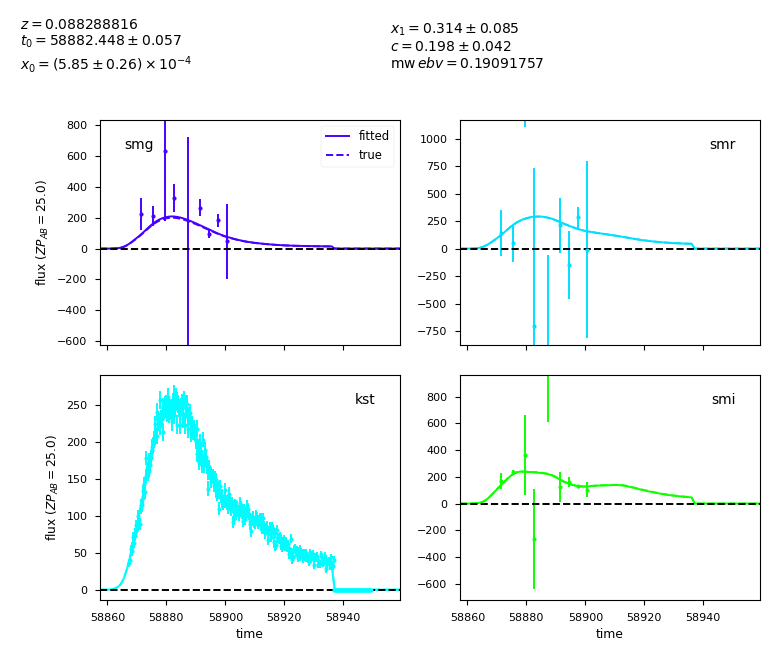 z = 0.088288816
t₀ = 58882.448 ± 0.057
x₀ = (5.85 ± 0.26) × 10⁻⁴
x₁ = 0.314 ± 0.085
c = 0.198 ± 0.042
mw ebv = 0.19091757
smg
fitted
true
flux (ZP_AB = 25.0)
800
600
400
200
0
−200
−400
−600
smr
1000
750
500
250
0
−250
−500
−750
kst
flux (ZP_AB = 25.0)
250
200
150
100
50
0
58860 58880 58900 58920 58940
time
smi
800
600
400
200
0
−200
−400
−600
58860 58880 58900 58920 58940
time